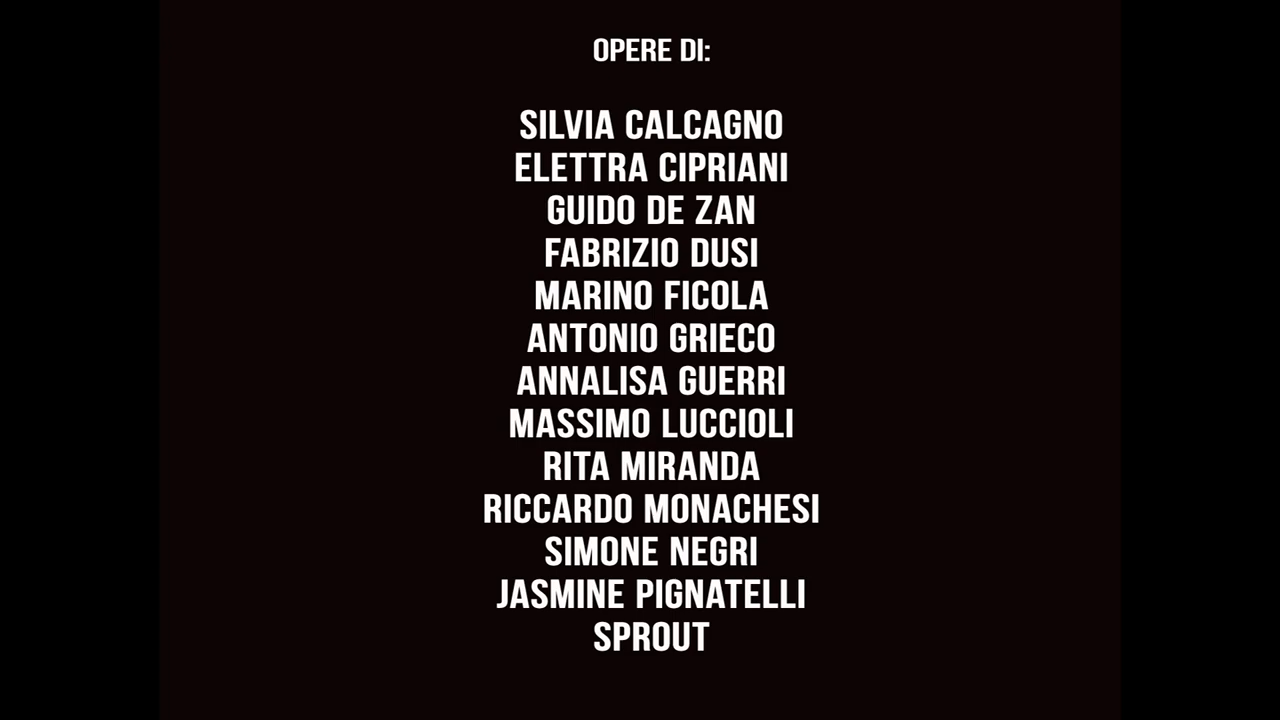 OPERE DI:
SILVIA CALCAGNO
ELETTRA CIPRIANI
GUIDO DE ZAN
FABRIZIO DUSI
MARINO FICOLA
ANTONIO GRIECO
ANNALISA GUERRI
MASSIMO LUCCIOLI
RITA MIRANDA
RICCARDO MONACHESI
SIMONE NEGRI
JASMINE PIGNATELLI
SPROUT